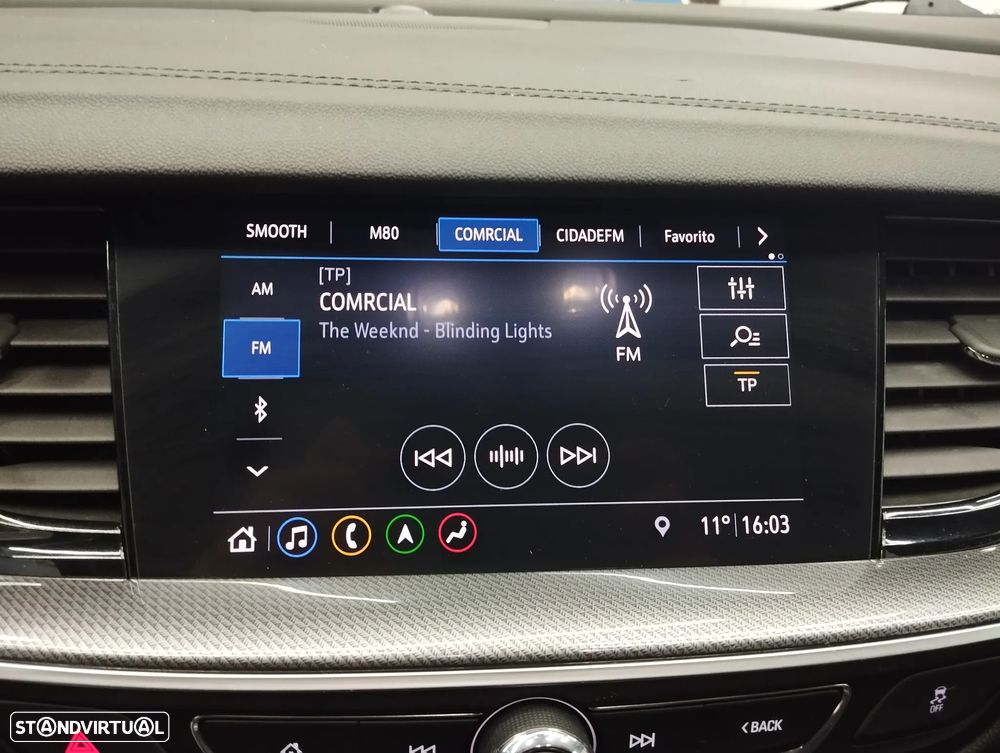 SMOOTH M80 COMRCIAL CIDADEFM Favorito
AM
[TP]
COMRCIAL
The Weeknd - Blinding Lights
FM
FM
TP
11° 16:03
BACK
OFF
STANDVIRTUAL